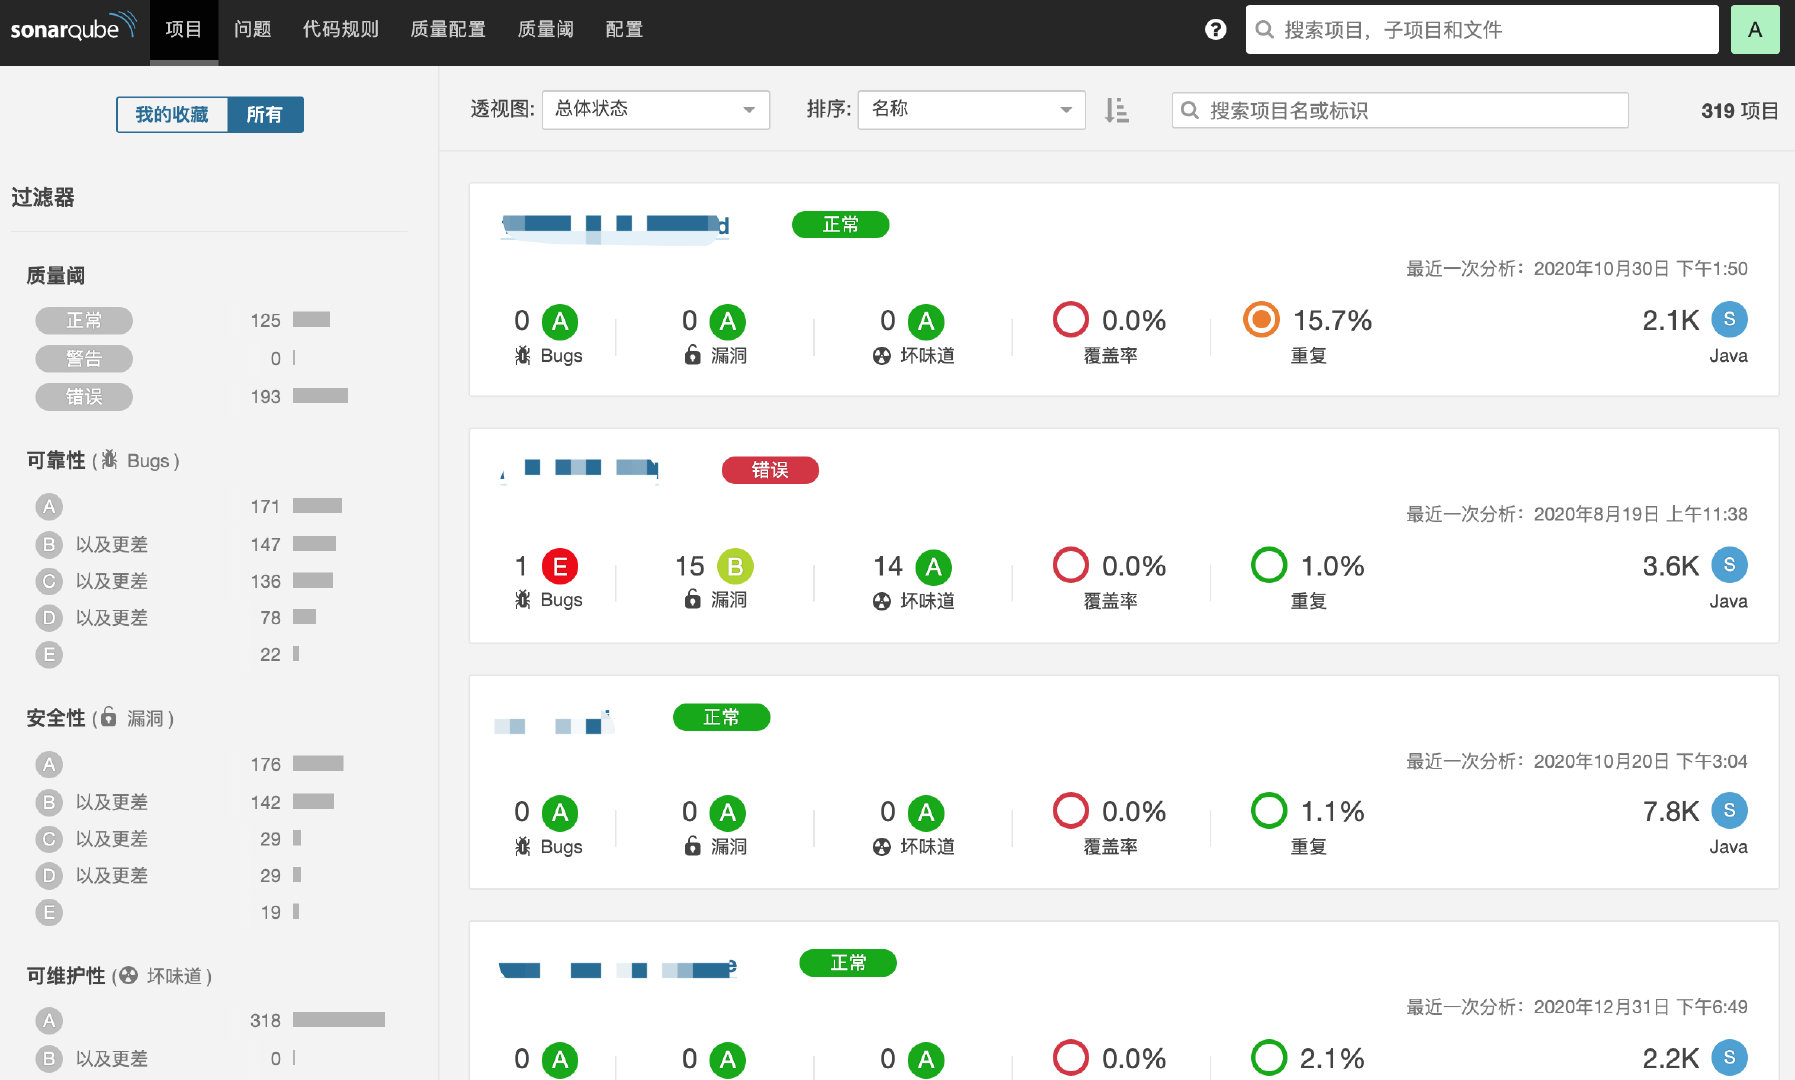 sonarqube 项目 问题 代码规则 质量配置 质量阈 配置 ? 搜索项目，子项目和文件 A
我的收藏 所有
透视图: 总体状态 排序: 名称 搜索项目名或标识 319 项目
过滤器
质量阈
正常 125
警告 0
错误 193
可靠性 ( Bugs )
A 171
B 以及更差 147
C 以及更差 136
D 以及更差 78
E 22
安全性 ( 漏洞 )
A 176
B 以及更差 142
C 以及更差 29
D 以及更差 29
E 19
可维护性 ( 坏味道 )
A 318
B 以及更差 0
正常
最近一次分析：2020年10月30日 下午1:50
0 A 0 A 0 A 0.0% 15.7% 2.1K S
Bugs 漏洞 坏味道 覆盖率 重复 Java
错误
最近一次分析：2020年8月19日 上午11:38
1 E 15 B 14 A 0.0% 1.0% 3.6K S
Bugs 漏洞 坏味道 覆盖率 重复 Java
正常
最近一次分析：2020年10月20日 下午3:04
0 A 0 A 0 A 0.0% 1.1% 7.8K S
Bugs 漏洞 坏味道 覆盖率 重复 Java
正常
最近一次分析：2020年12月31日 下午6:49
0 A 0 A 0 A 0.0% 2.1% 2.2K S